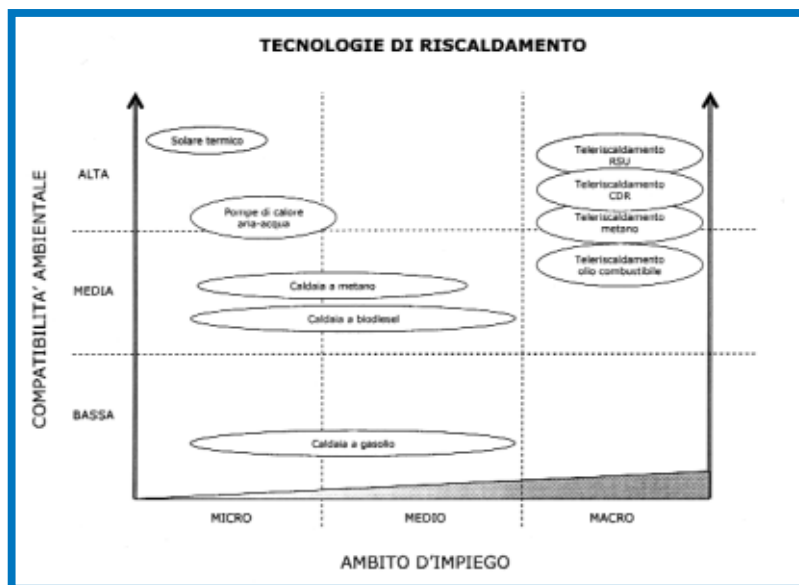 TECNOLOGIE DI RISCALDAMENTO
COMPATIBILITA' AMBIENTALE
ALTA
MEDIA
BASSA
Solare termico
Pompe di calore
aria-acqua
Teleriscaldamento
RSU
Teleriscaldamento
CDR
Teleriscaldamento
metano
Teleriscaldamento
olio combustibile
Caldaia a metano
Caldaia a biodiesel
Caldaia a gasolio
MICRO
MEDIO
MACRO
AMBITO D'IMPIEGO